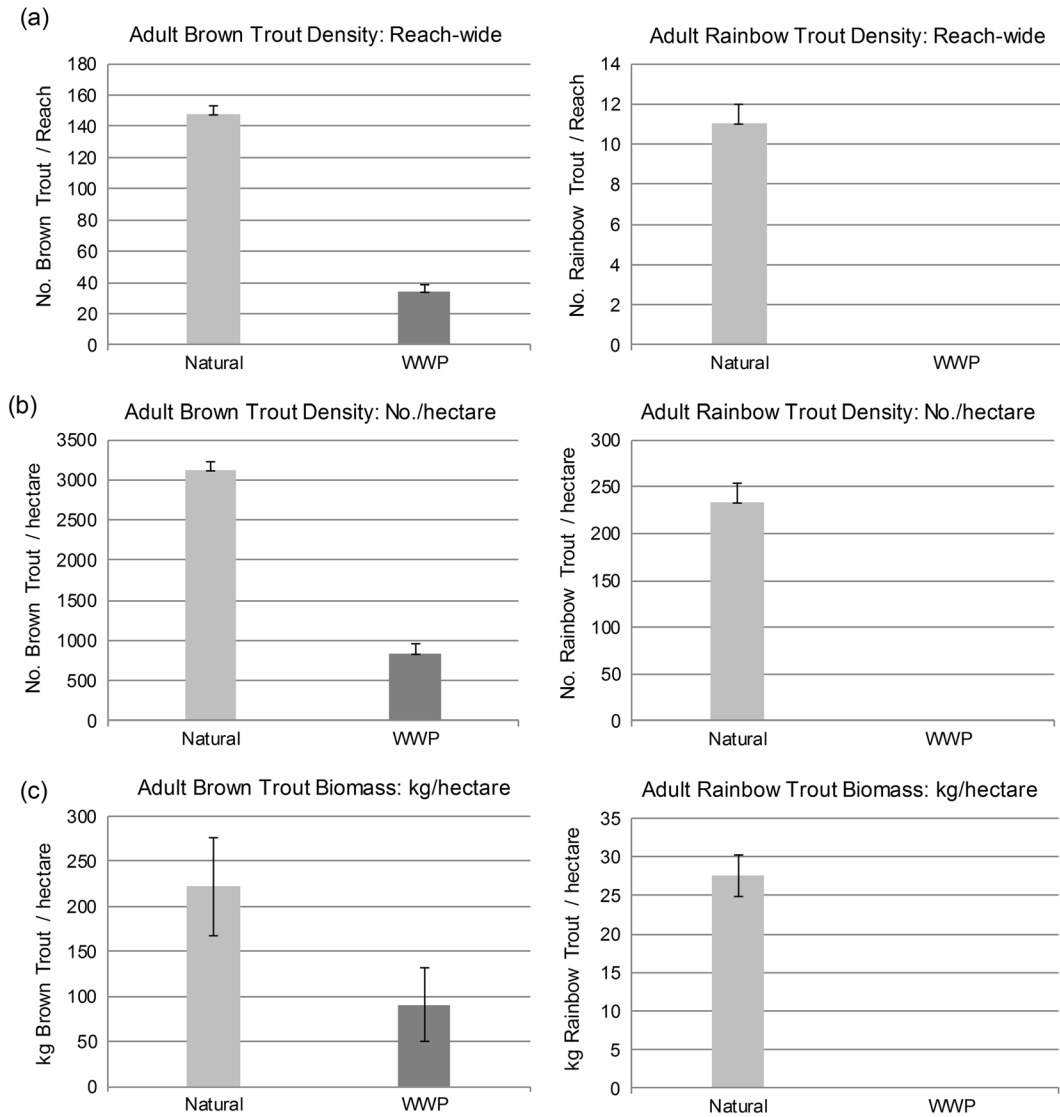 (a)
Adult Brown Trout Density: Reach-wide
No. Brown Trout / Reach
180
160
140
120
100
80
60
40
20
0
Natural
WWP
Adult Rainbow Trout Density: Reach-wide
No. Rainbow Trout / Reach
14
12
10
8
6
4
2
0
Natural
WWP
(b)
Adult Brown Trout Density: No./hectare
No. Brown Trout / hectare
3500
3000
2500
2000
1500
1000
500
0
Natural
WWP
Adult Rainbow Trout Density: No./hectare
No. Rainbow Trout / hectare
300
250
200
150
100
50
0
Natural
WWP
(c)
Adult Brown Trout Biomass: kg/hectare
kg Brown Trout / hectare
300
250
200
150
100
50
0
Natural
WWP
Adult Rainbow Trout Biomass: kg/hectare
kg Rainbow Trout / hectare
35
30
25
20
15
10
5
0
Natural
WWP